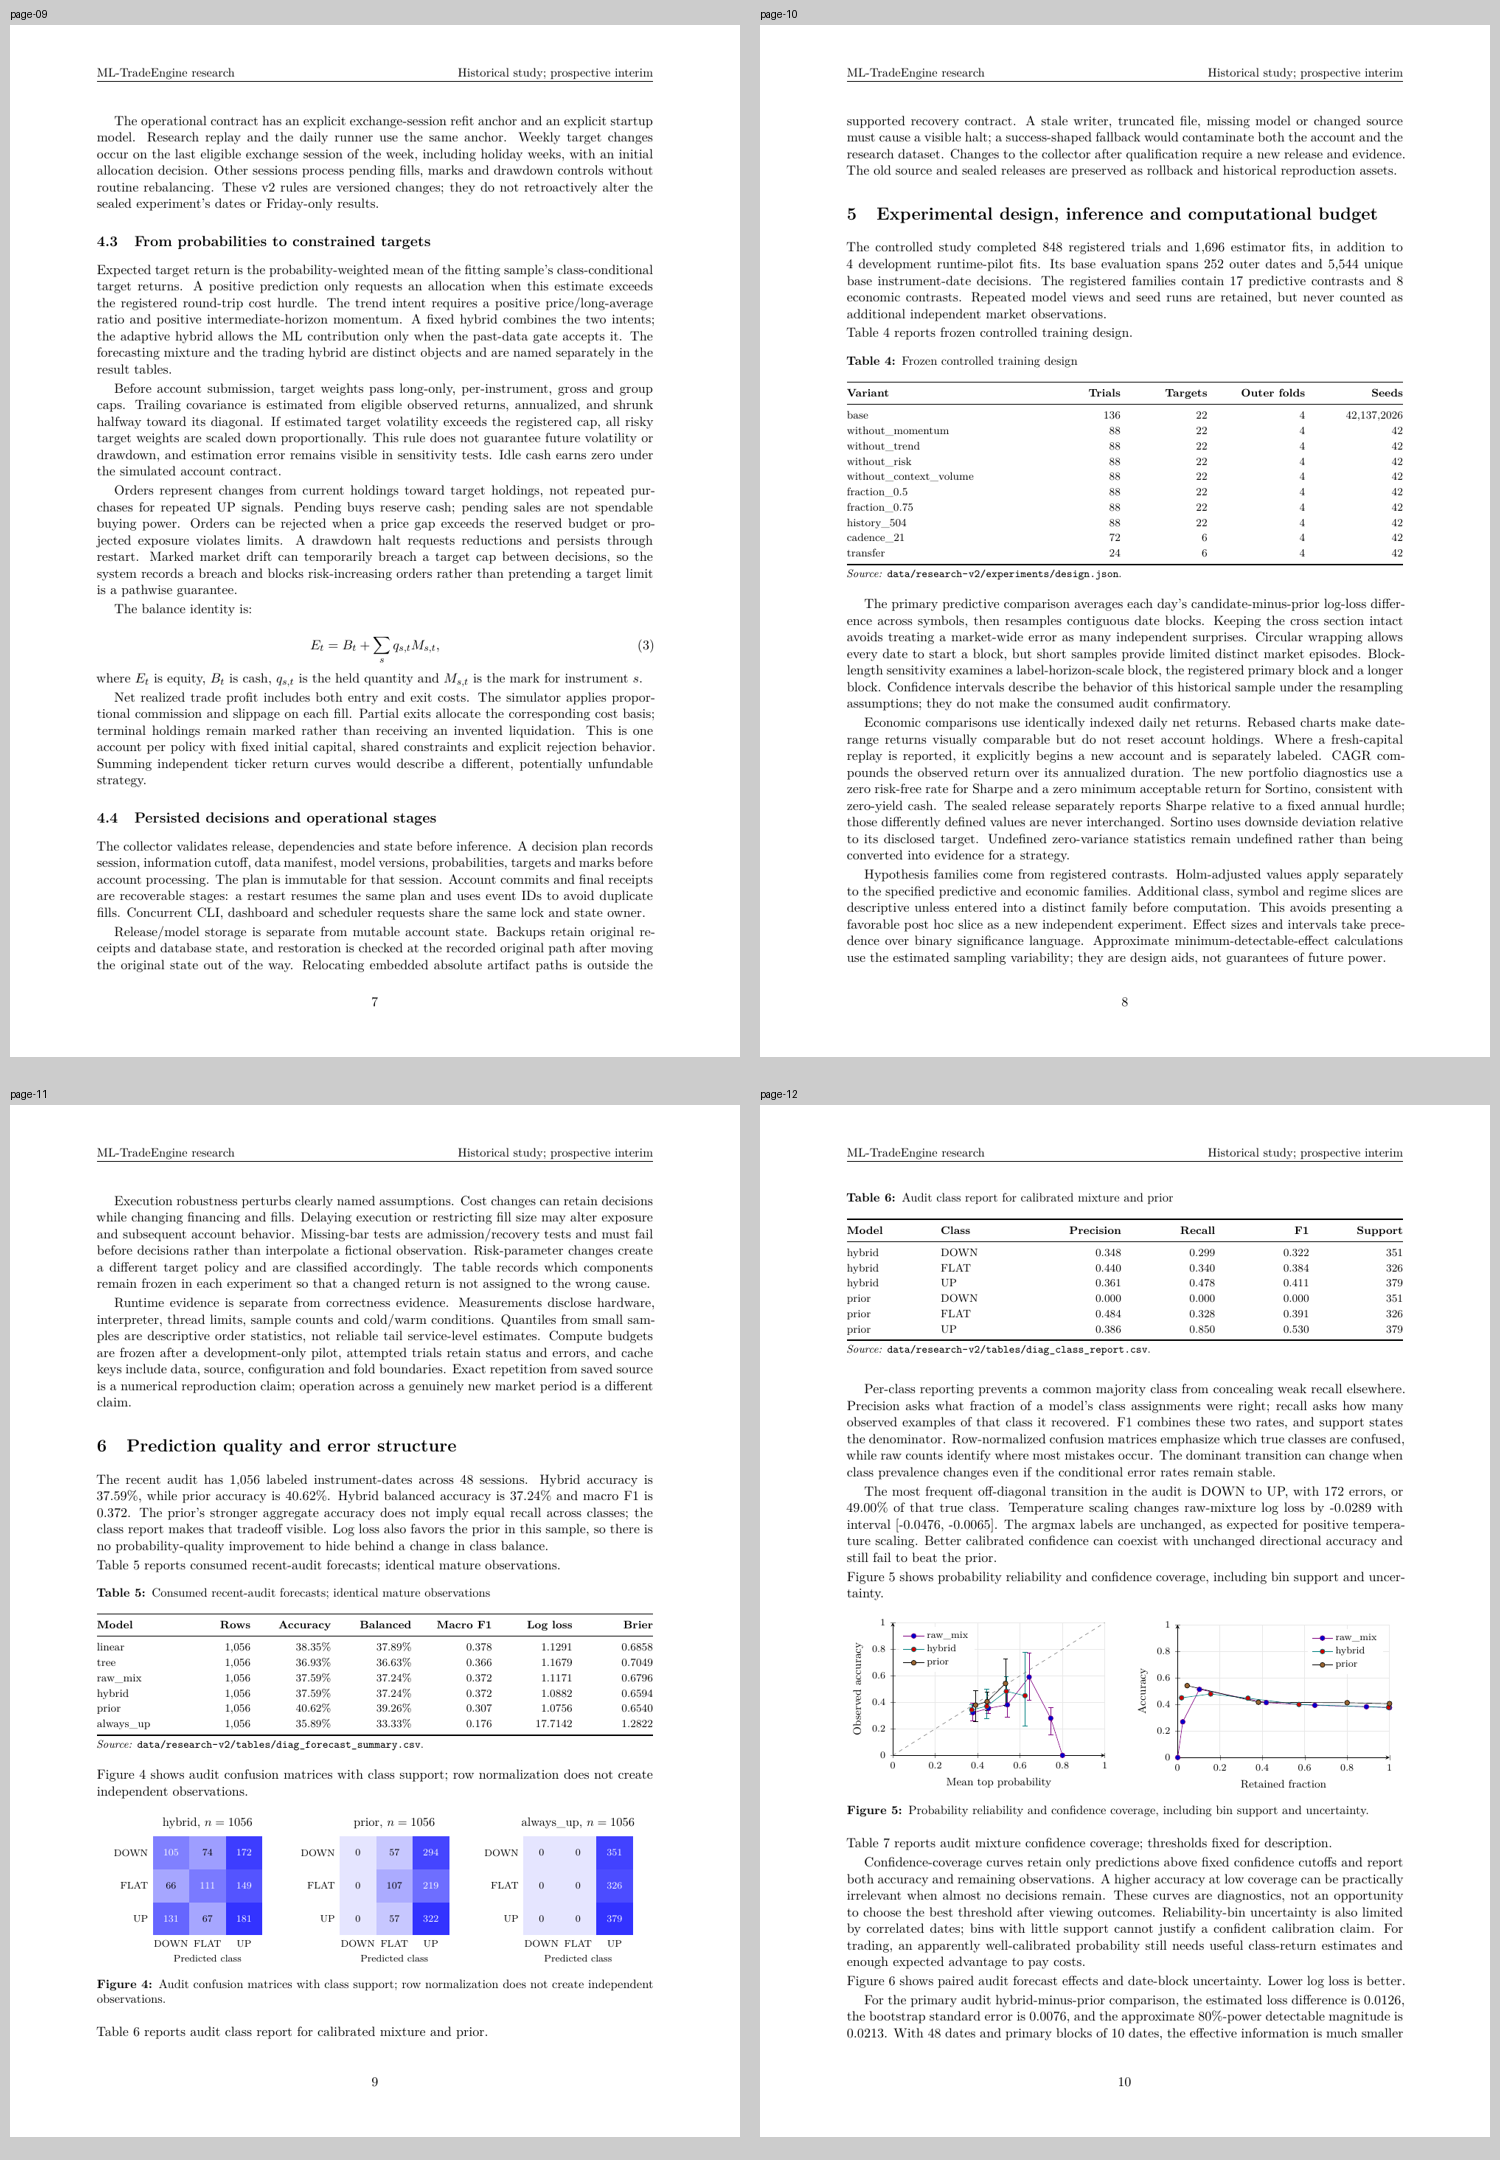 page-09
ML-TradeEngine research Historical study; prospective interim
The operational contract has an explicit exchange-session refit anchor and an explicit startup
model. Research replay and the daily runner use the same anchor. Weekly target changes
occur on the last eligible exchange session of the week, including holiday weeks, with an initial
allocation decision. Other sessions process pending fills, marks and drawdown controls without
routine rebalancing. These v2 rules are versioned changes; they do not retroactively alter the
sealed experiment's dates or Friday-only results.
4.3 From probabilities to constrained targets
Expected target return is the probability-weighted mean of the fitting sample's class-conditional
target returns. A positive prediction only requests an allocation when this estimate exceeds
the registered round-trip cost hurdle. The trend intent requires a positive price/long-average
ratio and positive intermediate-horizon momentum. A fixed hybrid combines the two intents;
the adaptive hybrid allows the ML contribution only when the past-data gate accepts it. The
forecasting mixture and the trading hybrid are distinct objects and are named separately in the
result tables.
Before account submission, target weights pass long-only, per-instrument, gross and group
caps. Trailing covariance is estimated from eligible observed returns, annualized, and shrunk
halfway toward its diagonal. If estimated target volatility exceeds the registered cap, all risky
target weights are scaled down proportionally. This rule does not guarantee future volatility or
drawdown, and estimation error remains visible in sensitivity tests. Idle cash earns zero under
the simulated account contract.
Orders represent changes from current holdings toward target holdings, not repeated pur-
chases for repeated UP signals. Pending buys reserve cash; pending sales are not spendable
buying power. Orders can be rejected when a price gap exceeds the reserved budget or pro-
jected exposure violates limits. A drawdown halt requests reductions and persists through
restart. Marked market drift can temporarily breach a target cap between decisions, so the
system records a breach and blocks risk-increasing orders rather than pretending a target limit
is a pathwise guarantee.
The balance identity is:
E_t = B_t + ∑_s q_{s,t} M_{s,t}, (3)
where E_t is equity, B_t is cash, q_{s,t} is the held quantity and M_{s,t} is the mark for instrument s.
Net realized trade profit includes both entry and exit costs. The simulator applies propor-
tional commission and slippage on each fill. Partial exits allocate the corresponding cost basis;
terminal holdings remain marked rather than receiving an invented liquidation. This is one
account per policy with fixed initial capital, shared constraints and explicit rejection behavior.
Summing independent ticker return curves would describe a different, potentially unfundable
strategy.
4.4 Persisted decisions and operational stages
The collector validates release, dependencies and state before inference. A decision plan records
session, information cutoff, data manifest, model versions, probabilities, targets and marks before
account processing. The plan is immutable for that session. Account commits and final receipts
are recoverable stages: a restart resumes the same plan and uses event IDs to avoid duplicate
fills. Concurrent CLI, dashboard and scheduler requests share the same lock and state owner.
Release/model storage is separate from mutable account state. Backups retain original re-
ceipts and database state, and restoration is checked at the recorded original path after moving
the original state out of the way. Relocating embedded absolute artifact paths is outside the
7
page-10
ML-TradeEngine research Historical study; prospective interim
supported recovery contract. A stale writer, truncated file, missing model or changed source
must cause a visible halt; a success-shaped fallback would contaminate both the account and the
research dataset. Changes to the collector after qualification require a new release and evidence.
The old source and sealed releases are preserved as rollback and historical reproduction assets.
5 Experimental design, inference and computational budget
The controlled study completed 848 registered trials and 1,696 estimator fits, in addition to
4 development runtime-pilot fits. Its base evaluation spans 252 outer dates and 5,544 unique
base instrument-date decisions. The registered families contain 17 predictive contrasts and 8
economic contrasts. Repeated model views and seed runs are retained, but never counted as
additional independent market observations.
Table 4 reports frozen controlled training design.
Table 4: Frozen controlled training design
Variant Trials Targets Outer folds Seeds
base 136 22 4 42,137,2026
without_momentum 88 22 4 42
without_trend 88 22 4 42
without_risk 88 22 4 42
without_context_volume 88 22 4 42
fraction_0.5 88 22 4 42
fraction_0.75 88 22 4 42
history_504 88 22 4 42
cadence_21 72 6 4 42
transfer 24 6 4 42
Source: data/research-v2/experiments/design.json.
The primary predictive comparison averages each day's candidate-minus-prior log-loss differ-
ence across symbols, then resamples contiguous date blocks. Keeping the cross section intact
avoids treating a market-wide error as many independent surprises. Circular wrapping allows
every date to start a block, but short samples provide limited distinct market episodes. Block-
length sensitivity examines a label-horizon-scale block, the registered primary block and a longer
block. Confidence intervals describe the behavior of this historical sample under the resampling
assumptions; they do not make the consumed audit confirmatory.
Economic comparisons use identically indexed daily net returns. Rebased charts make date-
range returns visually comparable but do not reset account holdings. Where a fresh-capital
replay is reported, it explicitly begins a new account and is separately labeled. CAGR com-
pounds the observed return over its annualized duration. The new portfolio diagnostics use a
zero risk-free rate for Sharpe and a zero minimum acceptable return for Sortino, consistent with
zero-yield cash. The sealed release separately reports Sharpe relative to a fixed annual hurdle;
those differently defined values are never interchanged. Sortino uses downside deviation relative
to its disclosed target. Undefined zero-variance statistics remain undefined rather than being
converted into evidence for a strategy.
Hypothesis families come from registered contrasts. Holm-adjusted values apply separately
to the specified predictive and economic families. Additional class, symbol and regime slices are
descriptive unless entered into a distinct family before computation. This avoids presenting a
favorable post hoc slice as a new independent experiment. Effect sizes and intervals take prece-
dence over binary significance language. Approximate minimum-detectable-effect calculations
use the estimated sampling variability; they are design aids, not guarantees of future power.
8
page-11
ML-TradeEngine research Historical study; prospective interim
Execution robustness perturbs clearly named assumptions. Cost changes can retain decisions
while changing financing and fills. Delaying execution or restricting fill size may alter exposure
and subsequent account behavior. Missing-bar tests are admission/recovery tests and must fail
before decisions rather than interpolate a fictional observation. Risk-parameter changes create
a different target policy and are classified accordingly. The table records which components
remain frozen in each experiment so that a changed return is not assigned to the wrong cause.
Runtime evidence is separate from correctness evidence. Measurements disclose hardware,
interpreter, thread limits, sample counts and cold/warm conditions. Quantiles from small sam-
ples are descriptive order statistics, not reliable tail service-level estimates. Compute budgets
are frozen after a development-only pilot, attempted trials retain status and errors, and cache
keys include data, source, configuration and fold boundaries. Exact repetition from saved source
is a numerical reproduction claim; operation across a genuinely new market period is a different
claim.
6 Prediction quality and error structure
The recent audit has 1,056 labeled instrument-dates across 48 sessions. Hybrid accuracy is
37.59%, while prior accuracy is 40.62%. Hybrid balanced accuracy is 37.24% and macro F1 is
0.372. The prior's stronger aggregate accuracy does not imply equal recall across classes; the
class report makes that tradeoff visible. Log loss also favors the prior in this sample, so there is
no probability-quality improvement to hide behind a change in class balance.
Table 5 reports consumed recent-audit forecasts; identical mature observations.
Table 5: Consumed recent-audit forecasts; identical mature observations
Model Rows Accuracy Balanced Macro F1 Log loss Brier
linear 1,056 38.35% 37.89% 0.378 1.1291 0.6858
tree 1,056 36.93% 36.63% 0.366 1.1679 0.7049
raw_mix 1,056 37.59% 37.24% 0.372 1.1171 0.6796
hybrid 1,056 37.59% 37.24% 0.372 1.0882 0.6594
prior 1,056 40.62% 39.26% 0.307 1.0756 0.6540
always_up 1,056 35.89% 33.33% 0.176 17.7142 1.2822
Source: data/research-v2/tables/diag_forecast_summary.csv.
Figure 4 shows audit confusion matrices with class support; row normalization does not create
independent observations.
hybrid, n = 1056 prior, n = 1056 always_up, n = 1056
DOWN 105 74 172 DOWN 0 57 294 DOWN 0 0 351
FLAT 66 111 149 FLAT 0 107 219 FLAT 0 0 326
UP 131 67 181 UP 0 57 322 UP 0 0 379
DOWN FLAT UP DOWN FLAT UP DOWN FLAT UP
Predicted class Predicted class Predicted class
Figure 4: Audit confusion matrices with class support; row normalization does not create independent
observations.
Table 6 reports audit class report for calibrated mixture and prior.
9
page-12
ML-TradeEngine research Historical study; prospective interim
Table 6: Audit class report for calibrated mixture and prior
Model Class Precision Recall F1 Support
hybrid DOWN 0.348 0.299 0.322 351
hybrid FLAT 0.440 0.340 0.384 326
hybrid UP 0.361 0.478 0.411 379
prior DOWN 0.000 0.000 0.000 351
prior FLAT 0.484 0.328 0.391 326
prior UP 0.386 0.850 0.530 379
Source: data/research-v2/tables/diag_class_report.csv.
Per-class reporting prevents a common majority class from concealing weak recall elsewhere.
Precision asks what fraction of a model's class assignments were right; recall asks how many
observed examples of that class it recovered. F1 combines these two rates, and support states
the denominator. Row-normalized confusion matrices emphasize which true classes are confused,
while raw counts identify where most mistakes occur. The dominant transition can change when
class prevalence changes even if the conditional error rates remain stable.
The most frequent off-diagonal transition in the audit is DOWN to UP, with 172 errors, or
49.00% of that true class. Temperature scaling changes raw-mixture log loss by -0.0289 with
interval [-0.0476, -0.0065]. The argmax labels are unchanged, as expected for positive tempera-
ture scaling. Better calibrated confidence can coexist with unchanged directional accuracy and
still fail to beat the prior.
Figure 5 shows probability reliability and confidence coverage, including bin support and uncer-
tainty.
Observed accuracy
1
0.8
0.6
0.4
0.2
0
0 0.2 0.4 0.6 0.8 1
Mean top probability
raw_mix
hybrid
prior
Accuracy
1
0.8
0.6
0.4
0.2
0
0 0.2 0.4 0.6 0.8 1
Retained fraction
raw_mix
hybrid
prior
Figure 5: Probability reliability and confidence coverage, including bin support and uncertainty.
Table 7 reports audit mixture confidence coverage; thresholds fixed for description.
Confidence-coverage curves retain only predictions above fixed confidence cutoffs and report
both accuracy and remaining observations. A higher accuracy at low coverage can be practically
irrelevant when almost no decisions remain. These curves are diagnostics, not an opportunity
to choose the best threshold after viewing outcomes. Reliability-bin uncertainty is also limited
by correlated dates; bins with little support cannot justify a confident calibration claim. For
trading, an apparently well-calibrated probability still needs useful class-return estimates and
enough expected advantage to pay costs.
Figure 6 shows paired audit forecast effects and date-block uncertainty. Lower log loss is better.
For the primary audit hybrid-minus-prior comparison, the estimated loss difference is 0.0126,
the bootstrap standard error is 0.0076, and the approximate 80%-power detectable magnitude is
0.0213. With 48 dates and primary blocks of 10 dates, the effective information is much smaller
10